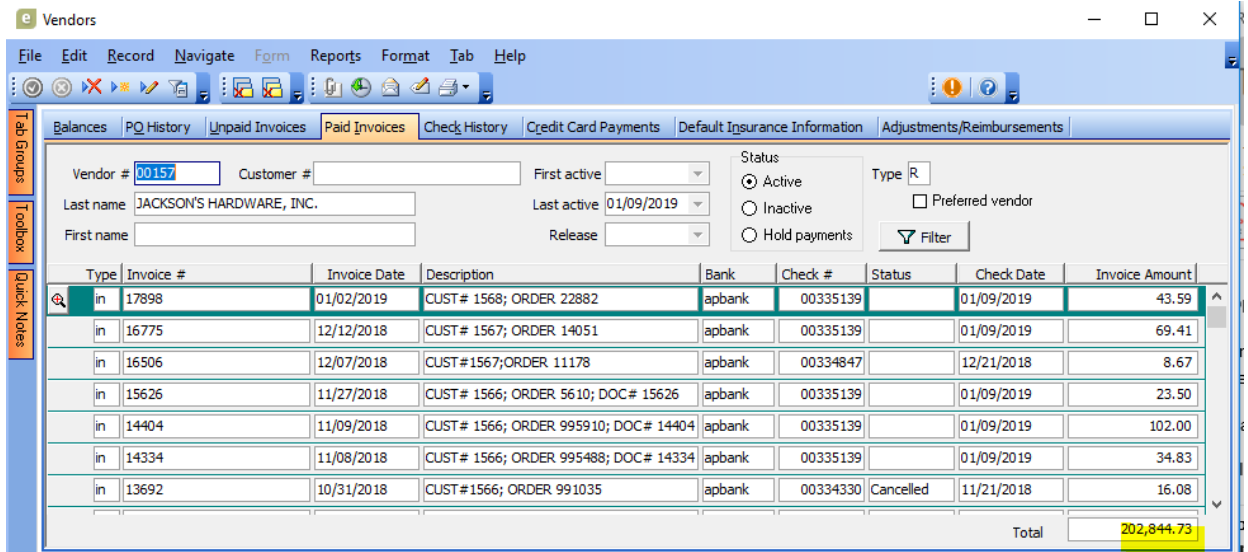 e Vendors
File Edit Record Navigate Form Reports Format Tab Help
Balances PO History Unpaid Invoices Paid Invoices Check History Credit Card Payments Default Insurance Information Adjustments/Reimbursements
Tab Groups
Toolbox
Quick Notes
Vendor # 00157 Customer # First active Status Type R
Active
Last name JACKSON'S HARDWARE, INC. Last active 01/09/2019 Inactive Preferred vendor
First name Release Hold payments Filter
Type Invoice # Invoice Date Description Bank Check # Status Check Date Invoice Amount
in 17898 01/02/2019 CUST# 1568; ORDER 22882 apbank 00335139 01/09/2019 43.59
in 16775 12/12/2018 CUST# 1567; ORDER 14051 apbank 00335139 01/09/2019 69.41
in 16506 12/07/2018 CUST#1567;ORDER 11178 apbank 00334847 12/21/2018 8.67
in 15626 11/27/2018 CUST# 1566; ORDER 5610; DOC# 15626 apbank 00335139 01/09/2019 23.50
in 14404 11/09/2018 CUST# 1566; ORDER 995910; DOC# 14404 apbank 00335139 01/09/2019 102.00
in 14334 11/08/2018 CUST# 1566; ORDER 995488; DOC# 14334 apbank 00335139 01/09/2019 34.83
in 13692 10/31/2018 CUST#1566; ORDER 991035 apbank 00334330 Cancelled 11/21/2018 16.08
Total 202,844.73